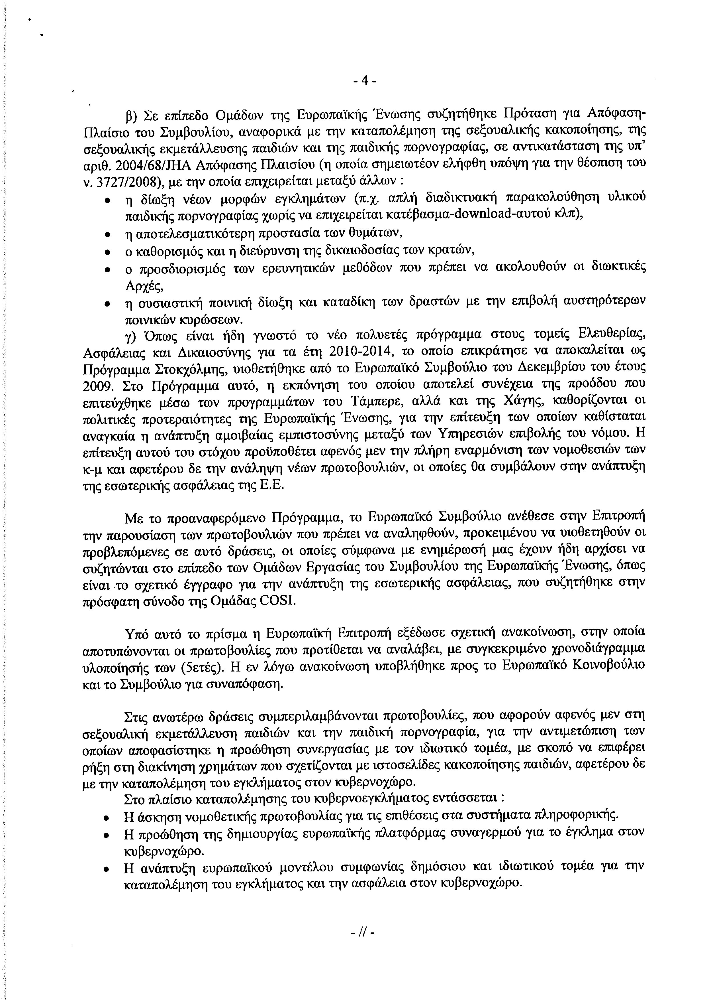 - 4 -
β) Σε επίπεδο Ομάδων της Ευρωπαϊκής Ένωσης συζητήθηκε Πρόταση για Απόφαση-
Πλαίσιο του Συμβουλίου, αναφορικά με την καταπολέμηση της σεξουαλικής κακοποίησης, της
σεξουαλικής εκμετάλλευσης παιδιών και της παιδικής πορνογραφίας, σε αντικατάσταση της υπ’
αριθ. 2004/68/JHA Απόφασης Πλαισίου (η οποία σημειωτέον ελήφθη υπόψη για την θέσπιση του
ν. 3727/2008), με την οποία επιχειρείται μεταξύ άλλων :
• η δίωξη νέων μορφών εγκλημάτων (π.χ. απλή διαδικτυακή παρακολούθηση υλικού
παιδικής πορνογραφίας χωρίς να επιχειρείται κατέβασμα-download-αυτού κλπ),
• η αποτελεσματικότερη προστασία των θυμάτων,
• ο καθορισμός και η διεύρυνση της δικαιοδοσίας των κρατών,
• ο προσδιορισμός των ερευνητικών μεθόδων που πρέπει να ακολουθούν οι διωκτικές
Αρχές,
• η ουσιαστική ποινική δίωξη και καταδίκη των δραστών με την επιβολή αυστηρότερων
ποινικών κυρώσεων.
γ) Όπως είναι ήδη γνωστό το νέο πολυετές πρόγραμμα στους τομείς Ελευθερίας,
Ασφάλειας και Δικαιοσύνης για τα έτη 2010-2014, το οποίο επικράτησε να αποκαλείται ως
Πρόγραμμα Στοκχόλμης, υιοθετήθηκε από το Ευρωπαϊκό Συμβούλιο του Δεκεμβρίου του έτους
2009. Στο Πρόγραμμα αυτό, η εκπόνηση του οποίου αποτελεί συνέχεια της προόδου που
επιτεύχθηκε μέσω των προγραμμάτων του Τάμπερε, αλλά και της Χάγης, καθορίζονται οι
πολιτικές προτεραιότητες της Ευρωπαϊκής Ένωσης, για την επίτευξη των οποίων καθίσταται
αναγκαία η ανάπτυξη αμοιβαίας εμπιστοσύνης μεταξύ των Υπηρεσιών επιβολής του νόμου. Η
επίτευξη αυτού του στόχου προϋποθέτει αφενός μεν την πλήρη εναρμόνιση των νομοθεσιών των
κ-μ και αφετέρου δε την ανάληψη νέων πρωτοβουλιών, οι οποίες θα συμβάλουν στην ανάπτυξη
της εσωτερικής ασφάλειας της Ε.Ε.
Με το προαναφερόμενο Πρόγραμμα, το Ευρωπαϊκό Συμβούλιο ανέθεσε στην Επιτροπή
την παρουσίαση των πρωτοβουλιών που πρέπει να αναληφθούν, προκειμένου να υιοθετηθούν οι
προβλεπόμενες σε αυτό δράσεις, οι οποίες σύμφωνα με ενημέρωσή μας έχουν ήδη αρχίσει να
συζητώνται στο επίπεδο των Ομάδων Εργασίας του Συμβουλίου της Ευρωπαϊκής Ένωσης, όπως
είναι το σχετικό έγγραφο για την ανάπτυξη της εσωτερικής ασφάλειας, που συζητήθηκε στην
πρόσφατη σύνοδο της Ομάδας COSI.
Υπό αυτό το πρίσμα η Ευρωπαϊκή Επιτροπή εξέδωσε σχετική ανακοίνωση, στην οποία
αποτυπώνονται οι πρωτοβουλίες που προτίθεται να αναλάβει, με συγκεκριμένο χρονοδιάγραμμα
υλοποίησής των (5ετές). Η εν λόγω ανακοίνωση υποβλήθηκε προς το Ευρωπαϊκό Κοινοβούλιο
και το Συμβούλιο για συναπόφαση.
Στις ανωτέρω δράσεις συμπεριλαμβάνονται πρωτοβουλίες, που αφορούν αφενός μεν στη
σεξουαλική εκμετάλλευση παιδιών και την παιδική πορνογραφία, για την αντιμετώπιση των
οποίων αποφασίστηκε η προώθηση συνεργασίας με τον ιδιωτικό τομέα, με σκοπό να επιφέρει
ρήξη στη διακίνηση χρημάτων που σχετίζονται με ιστοσελίδες κακοποίησης παιδιών, αφετέρου δε
με την καταπολέμηση του εγκλήματος στον κυβερνοχώρο.
Στο πλαίσιο καταπολέμησης του κυβερνοεγκλήματος εντάσσεται :
• Η άσκηση νομοθετικής πρωτοβουλίας για τις επιθέσεις στα συστήματα πληροφορικής.
• Η προώθηση της δημιουργίας ευρωπαϊκής πλατφόρμας συναγερμού για το έγκλημα στον
κυβερνοχώρο.
• Η ανάπτυξη ευρωπαϊκού μοντέλου συμφωνίας δημόσιου και ιδιωτικού τομέα για την
καταπολέμηση του εγκλήματος και την ασφάλεια στον κυβερνοχώρο.
- // -